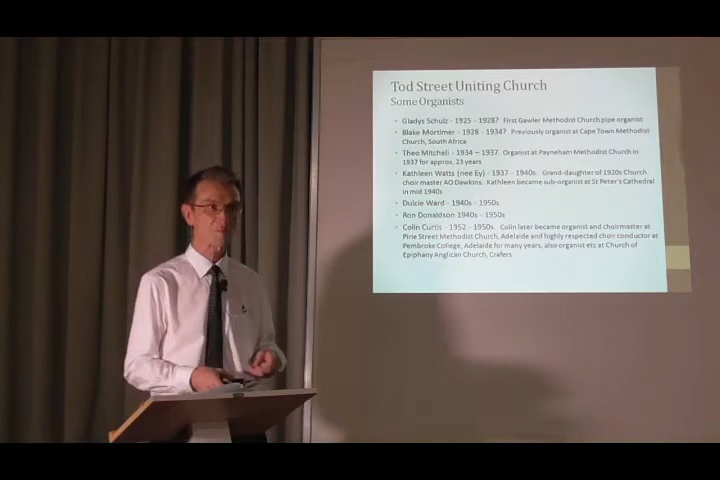 Tod Street Uniting Church
Some Organists
• Gladys Schulz - 1925 - 1928? First Gawler Methodist Church pipe organist
• Blake Mortimer - 1928 - 1934? Previously organist at Cape Town Methodist
Church, South Africa
• Theo Mitchell - 1934 – 1937. Organist at Payneham Methodist Church in
1937 for approx. 23 years
• Kathleen Watts (nee Ey) - 1937 - 1940s. Grand-daughter of 1920s Church
choir master AO Dawkins. Kathleen became sub-organist at St Peter's Cathedral
in mid 1940s
• Dulcie Ward - 1940s - 1950s
• Ron Donaldson 1940s - 1950s
• Colin Curtis - 1952 - 1950s. Colin later became organist and choirmaster at
Pirie Street Methodist Church, Adelaide and highly respected choir conductor at
Pembroke College, Adelaide for many years, also organist etc at Church of
Epiphany Anglican Church, Crafers